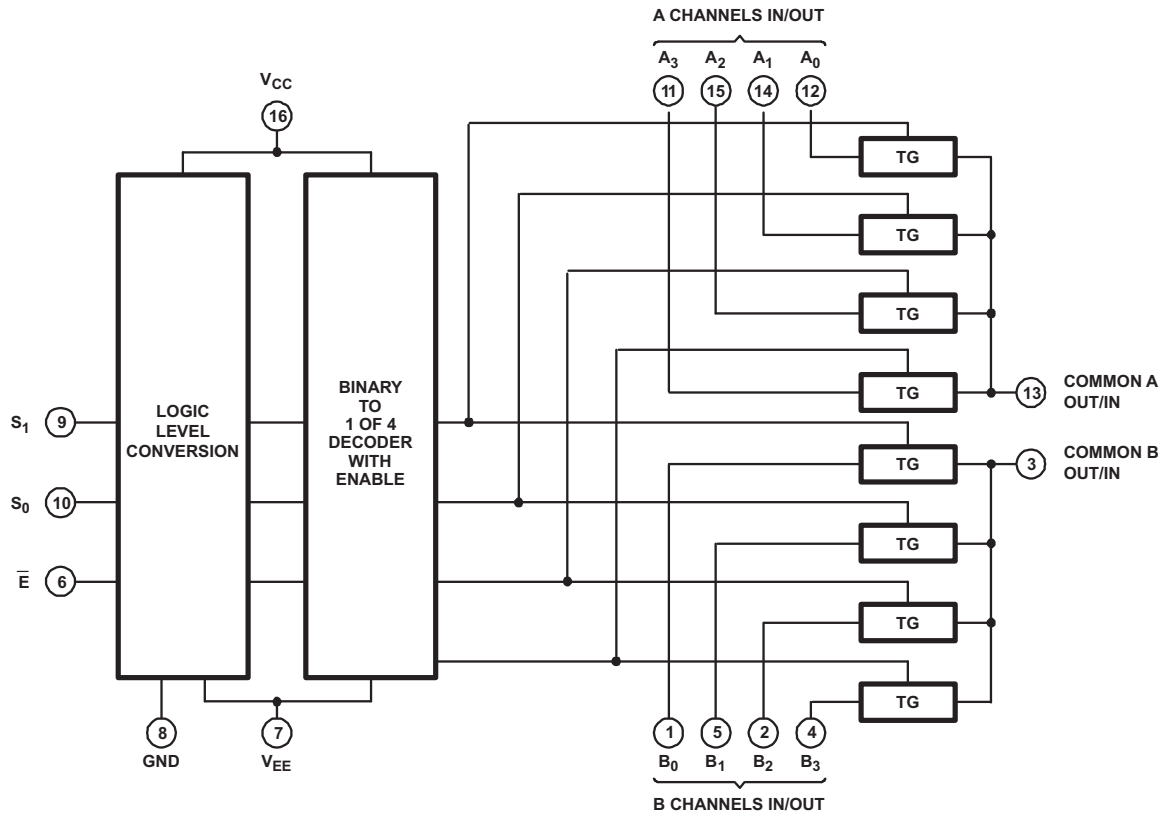 A CHANNELS IN/OUT
A3 A2 A1 A0
11 15 14 12
VCC
16
TG
TG
TG
TG
13 COMMON A
OUT/IN
LOGIC
LEVEL
CONVERSION
BINARY
TO
1 OF 4
DECODER
WITH
ENABLE
S1 9
S0 10
E̅ 6
TG
3 COMMON B
OUT/IN
TG
TG
TG
8
GND
7
VEE
1 5 2 4
B0 B1 B2 B3
B CHANNELS IN/OUT